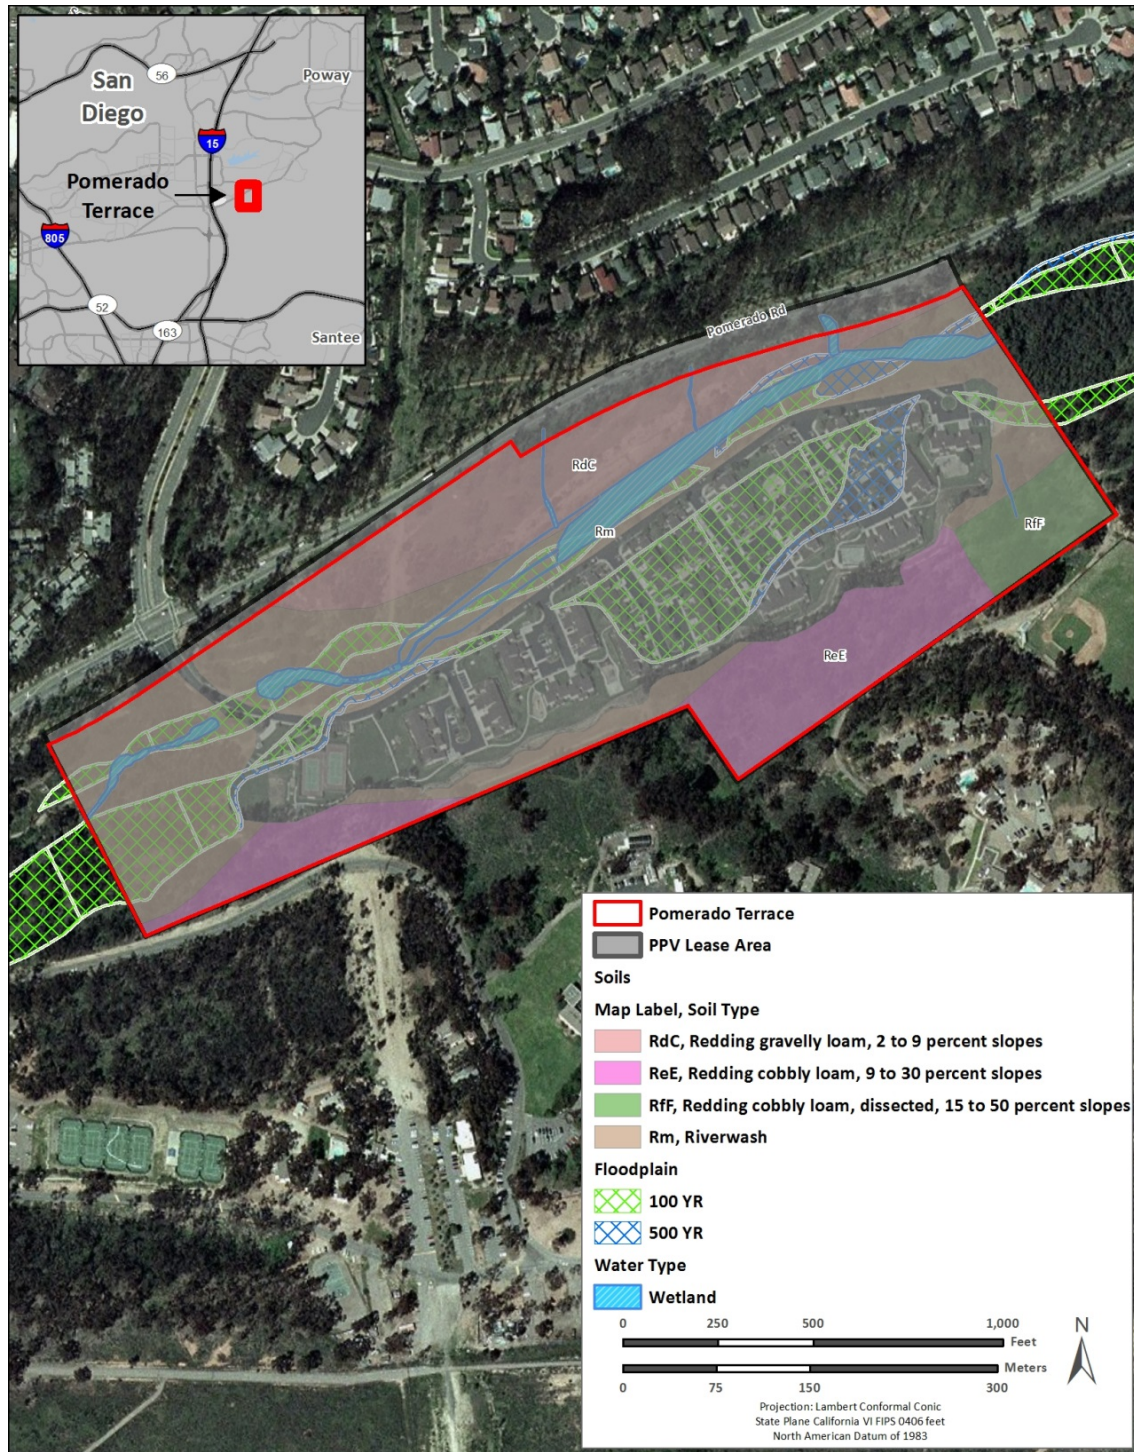 San
Diego
56
Poway
15
Pomerado
Terrace
805
52
163
Santee
Pomerado Rd
RdC
Rm
RfF
ReE
Pomerado Terrace
PPV Lease Area
Soils
Map Label, Soil Type
RdC, Redding gravelly loam, 2 to 9 percent slopes
ReE, Redding cobbly loam, 9 to 30 percent slopes
RfF, Redding cobbly loam, dissected, 15 to 50 percent slopes
Rm, Riverwash
Floodplain
100 YR
500 YR
Water Type
Wetland
0 250 500 1,000
Feet
Meters
0 75 150 300
N
Projection: Lambert Conformal Conic
State Plane California VI FIPS 0406 feet
North American Datum of 1983